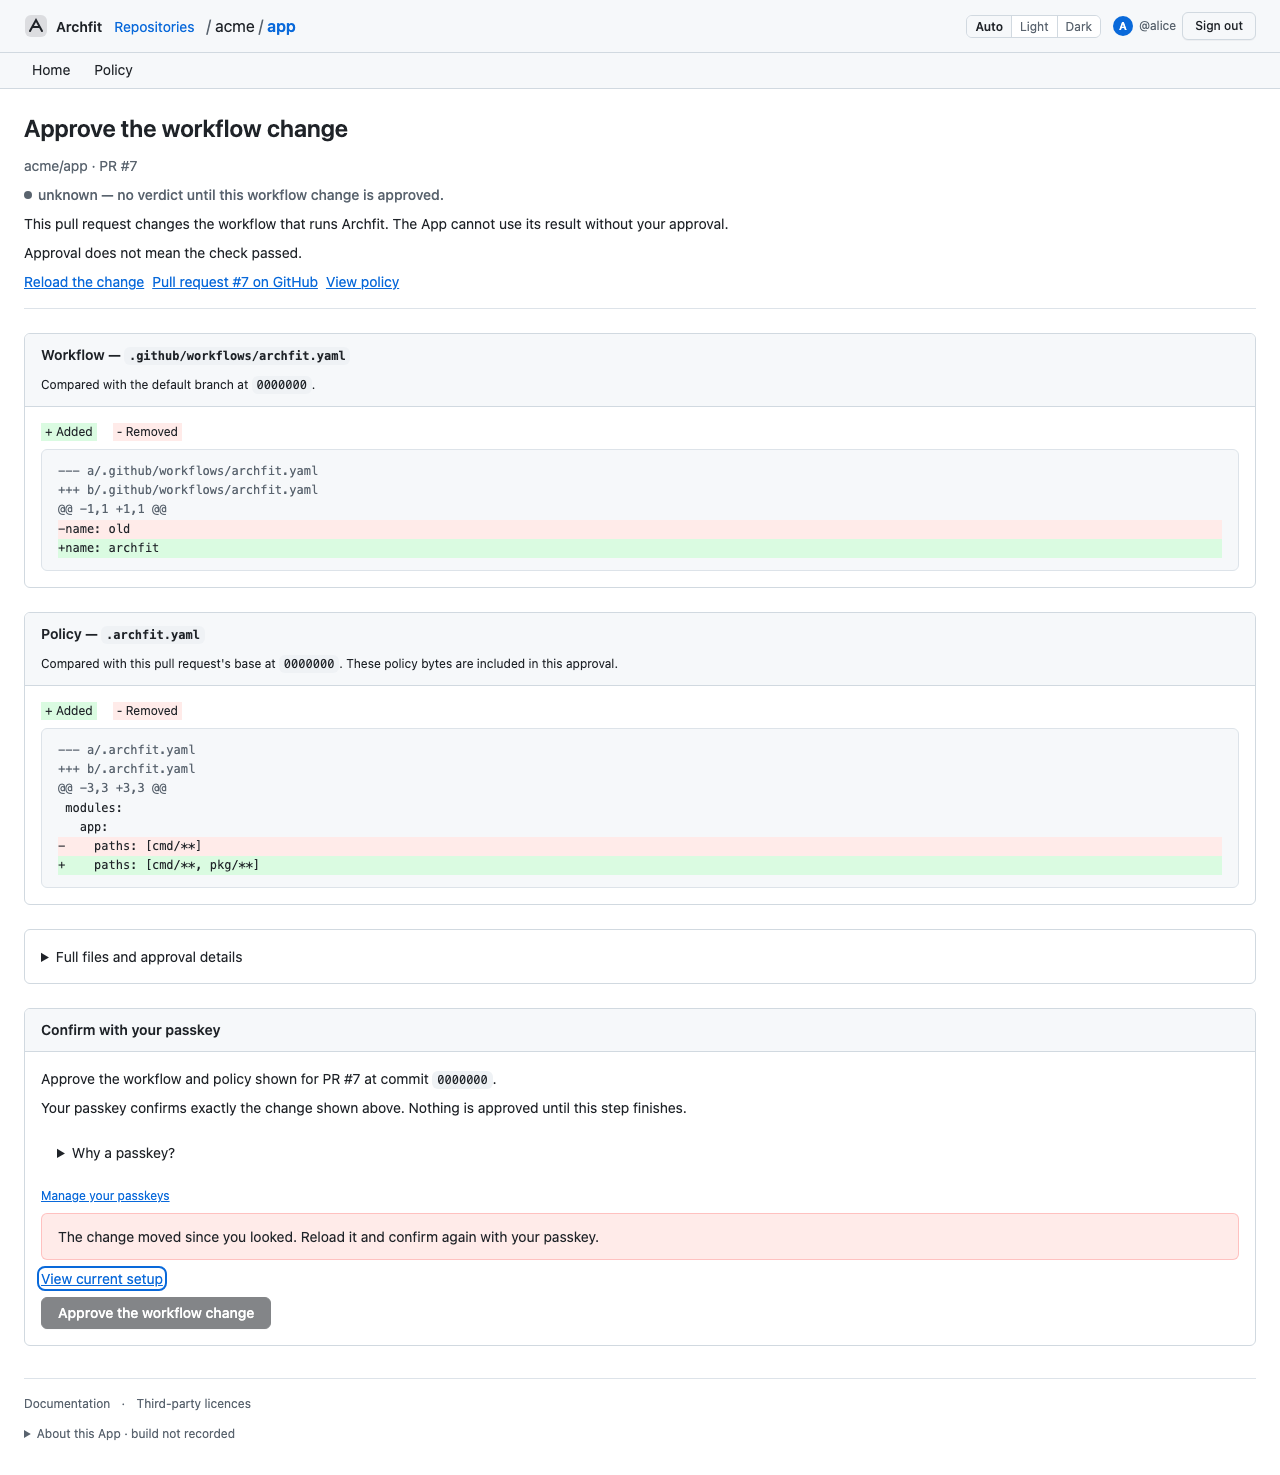 Archfit Repositories / acme / app Auto Light Dark A @alice Sign out
Home Policy
Approve the workflow change
acme/app · PR #7
unknown — no verdict until this workflow change is approved.
This pull request changes the workflow that runs Archfit. The App cannot use its result without your approval.
Approval does not mean the check passed.
Reload the change Pull request #7 on GitHub View policy
Workflow — .github/workflows/archfit.yaml
Compared with the default branch at 0000000.
+ Added - Removed
--- a/.github/workflows/archfit.yaml
+++ b/.github/workflows/archfit.yaml
@@ -1,1 +1,1 @@
-name: old
+name: archfit
Policy — .archfit.yaml
Compared with this pull request's base at 0000000. These policy bytes are included in this approval.
+ Added - Removed
--- a/.archfit.yaml
+++ b/.archfit.yaml
@@ -3,3 +3,3 @@
 modules:
   app:
-    paths: [cmd/**]
+    paths: [cmd/**, pkg/**]
Full files and approval details
Confirm with your passkey
Approve the workflow and policy shown for PR #7 at commit 0000000.
Your passkey confirms exactly the change shown above. Nothing is approved until this step finishes.
Why a passkey?
Manage your passkeys
The change moved since you looked. Reload it and confirm again with your passkey.
View current setup
Approve the workflow change
Documentation · Third-party licences
About this App · build not recorded